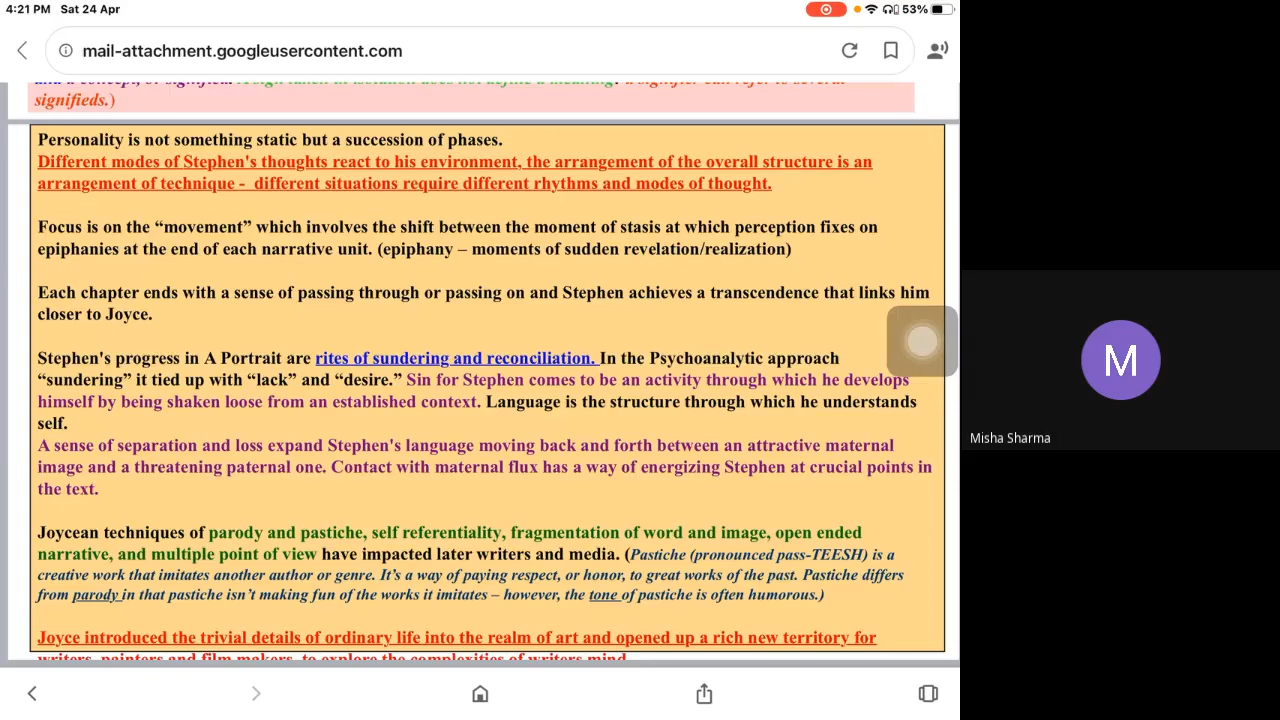 4:21 PM Sat 24 Apr
53%
mail-attachment.googleusercontent.com
signifieds.)
Personality is not something static but a succession of phases.
Different modes of Stephen's thoughts react to his environment, the arrangement of the overall structure is an
arrangement of technique - different situations require different rhythms and modes of thought.
Focus is on the “movement” which involves the shift between the moment of stasis at which perception fixes on
epiphanies at the end of each narrative unit. (epiphany – moments of sudden revelation/realization)
Each chapter ends with a sense of passing through or passing on and Stephen achieves a transcendence that links him
closer to Joyce.
Stephen's progress in A Portrait are rites of sundering and reconciliation. In the Psychoanalytic approach
“sundering” it tied up with “lack” and “desire.” Sin for Stephen comes to be an activity through which he develops
himself by being shaken loose from an established context. Language is the structure through which he understands
self.
A sense of separation and loss expand Stephen's language moving back and forth between an attractive maternal
image and a threatening paternal one. Contact with maternal flux has a way of energizing Stephen at crucial points in
the text.
Joycean techniques of parody and pastiche, self referentiality, fragmentation of word and image, open ended
narrative, and multiple point of view have impacted later writers and media. (Pastiche (pronounced pass-TEESH) is a
creative work that imitates another author or genre. It’s a way of paying respect, or honor, to great works of the past. Pastiche differs
from parody in that pastiche isn’t making fun of the works it imitates – however, the tone of pastiche is often humorous.)
Joyce introduced the trivial details of ordinary life into the realm of art and opened up a rich new territory for
writers, painters and film makers, to explore the complexities of writers mind.
M
Misha Sharma